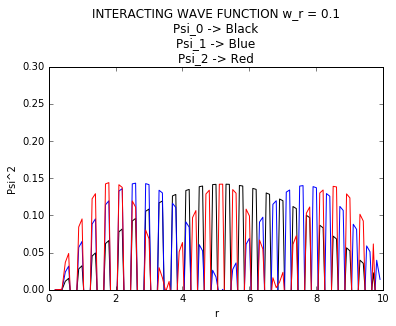 INTERACTING WAVE FUNCTION w_r = 0.1
Psi_0 -> Black
Psi_1 -> Blue
Psi_2 -> Red
0.30
0.25
0.20
0.15
0.10
0.05
0.00
Psi^2
0 2 4 6 8 10
r